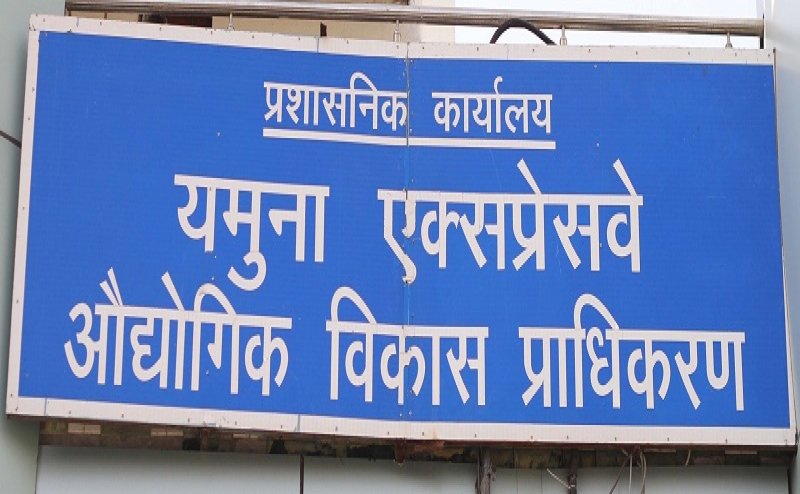 प्रशासनिक कार्यालय
यमुना एक्सप्रेसवे
औद्योगिक विकास प्राधिकरण